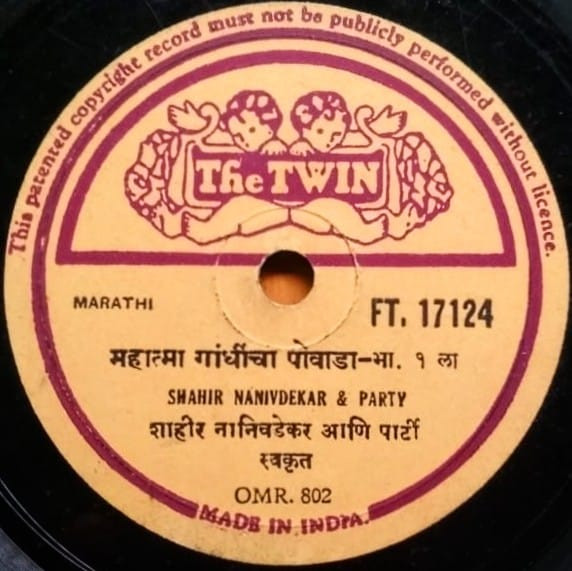 This patented copyright record must not be publicly performed without licence.
The TWIN
MARATHI
FT. 17124
महात्मा गांधींचा पोवाडा-भा. १ ला
SHAHIR NANIVDEKAR & PARTY
शाहीर नानिवडेकर आणि पार्टी
स्वकृत
OMR. 802
MADE IN INDIA.